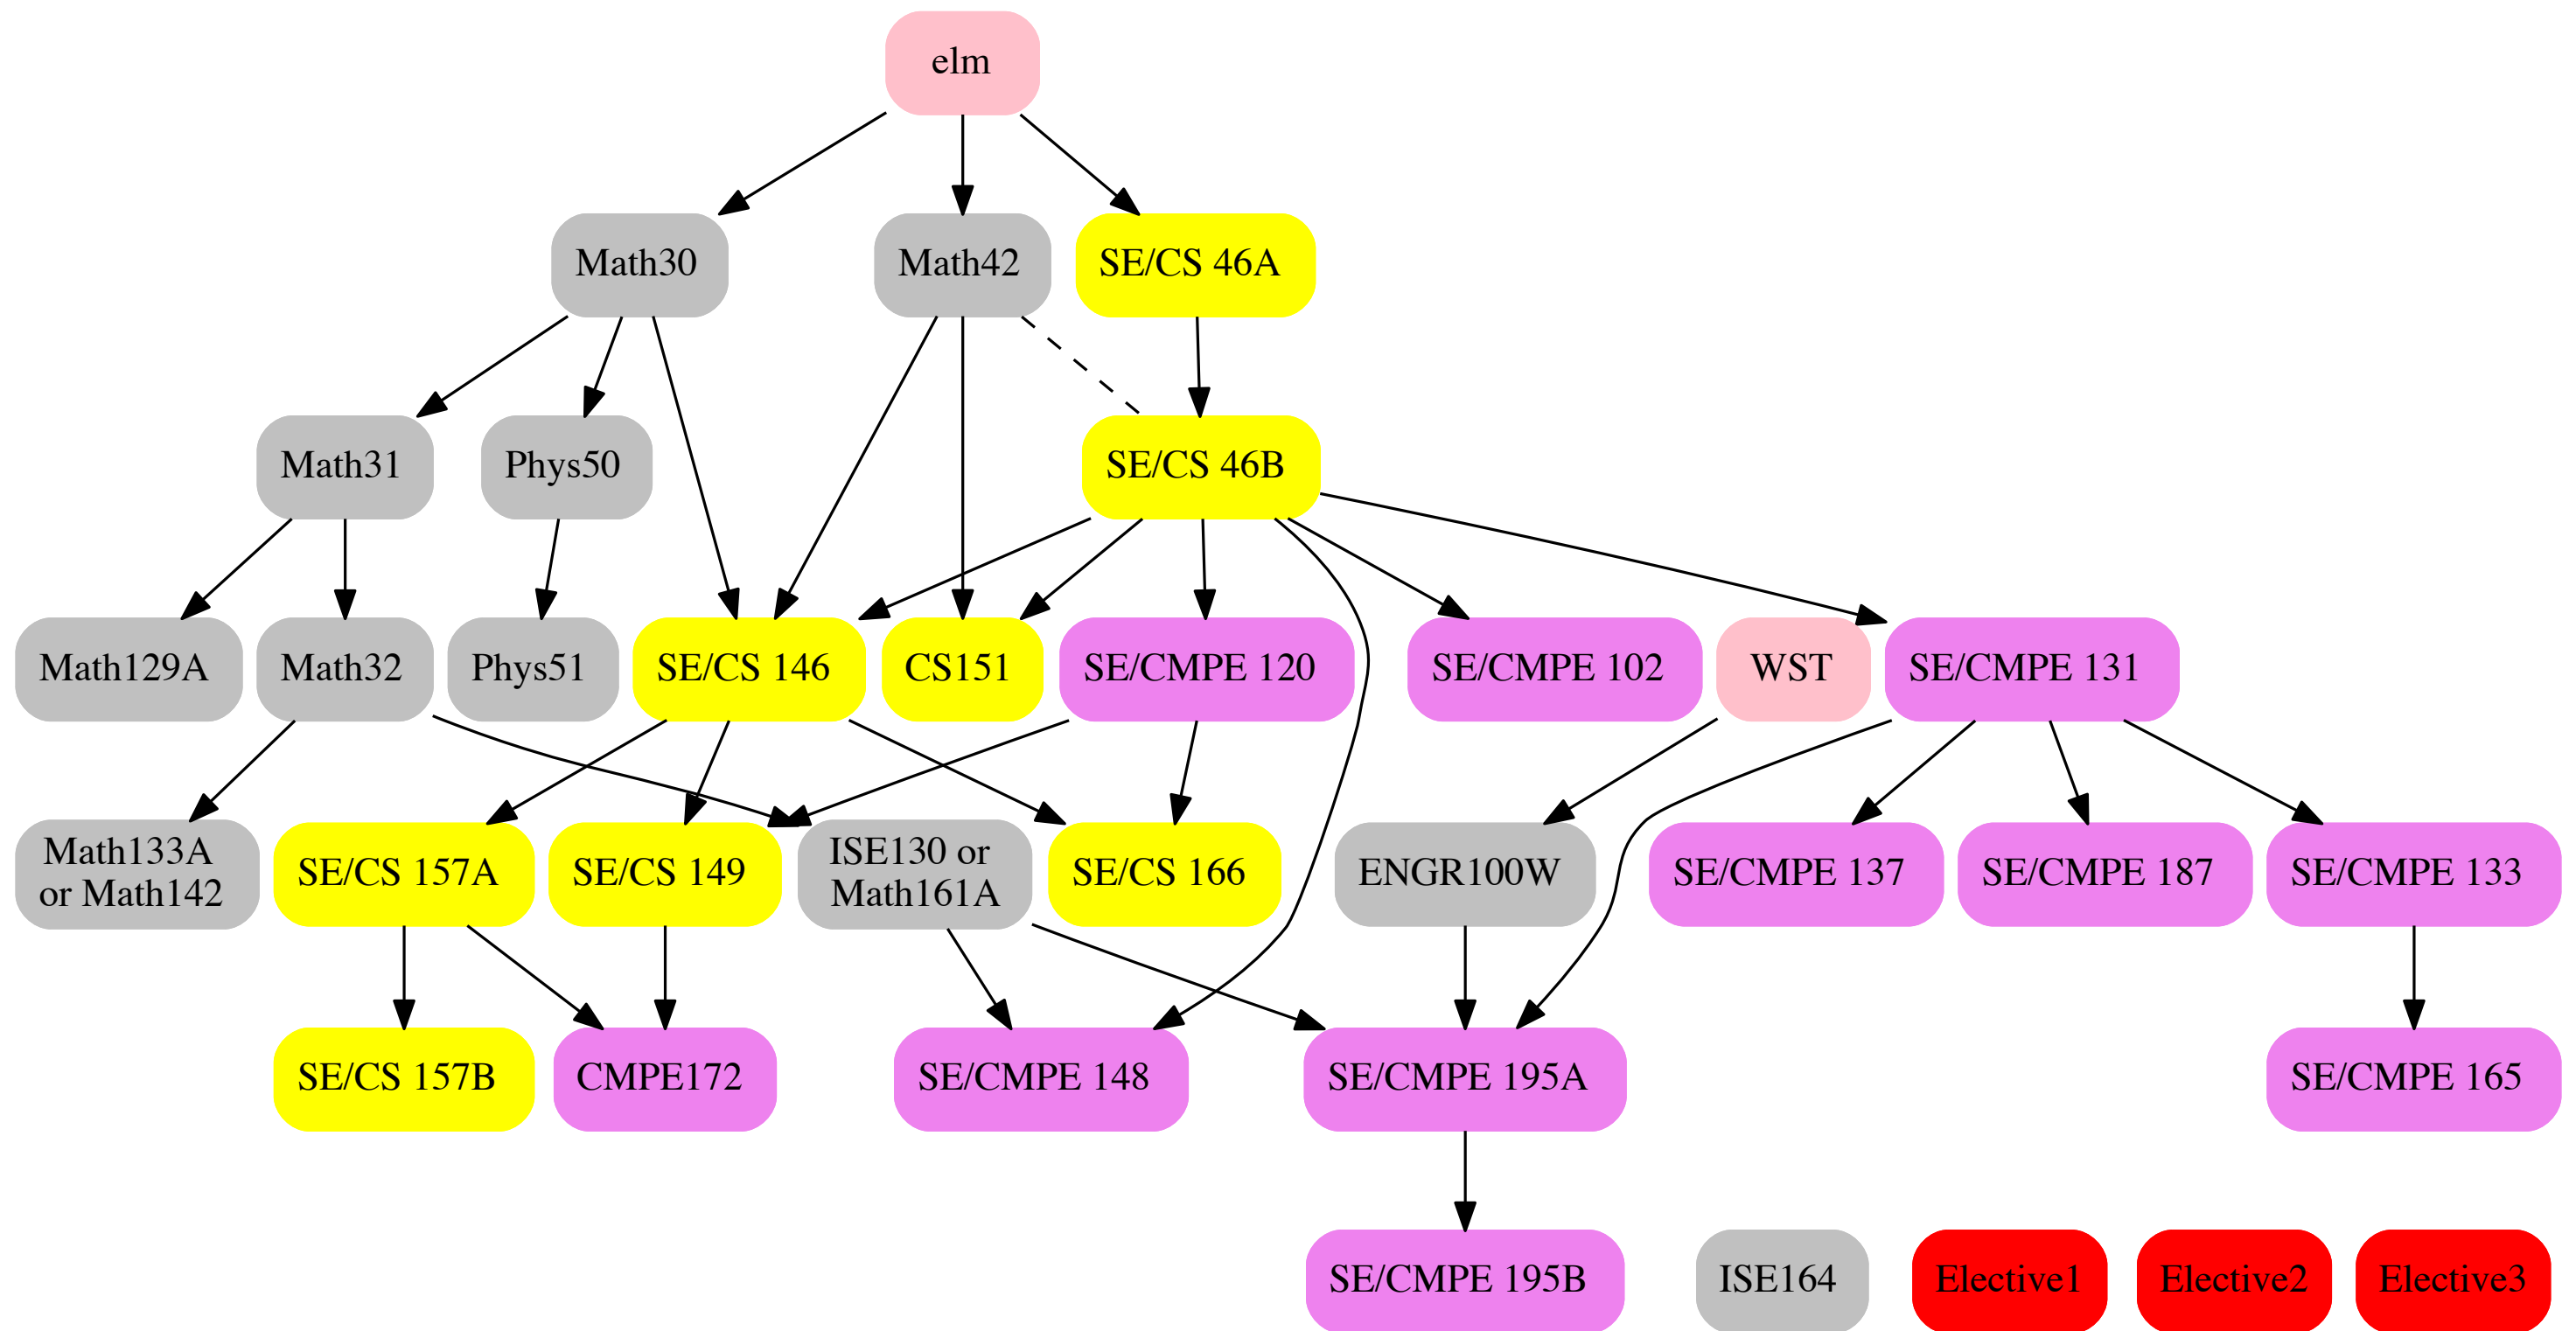 elm
Math30
Math42
SE/CS 46A
Math31
Phys50
SE/CS 46B
Math129A
Math32
Phys51
SE/CS 146
CS151
SE/CMPE 120
SE/CMPE 102
WST
SE/CMPE 131
Math133A
or Math142
SE/CS 157A
SE/CS 149
ISE130 or
Math161A
SE/CS 166
ENGR100W
SE/CMPE 137
SE/CMPE 187
SE/CMPE 133
SE/CS 157B
CMPE172
SE/CMPE 148
SE/CMPE 195A
SE/CMPE 165
SE/CMPE 195B
ISE164
Elective1
Elective2
Elective3